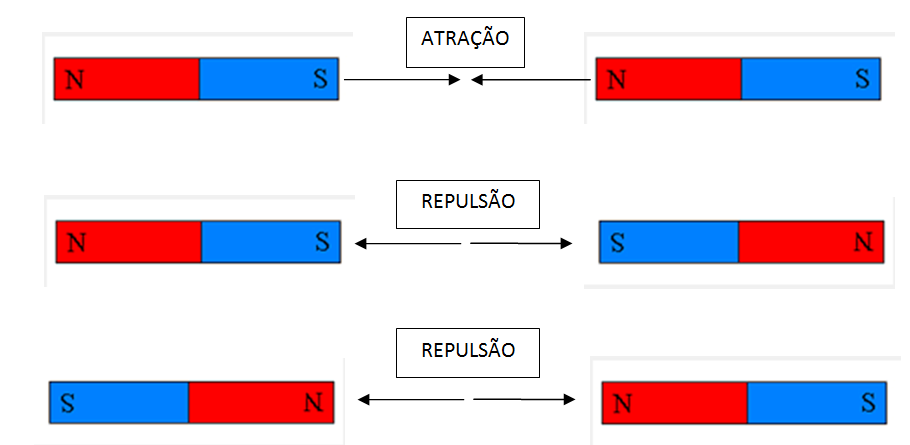 ATRAÇÃO
N S N S
REPULSÃO
N S S N
REPULSÃO
S N N S